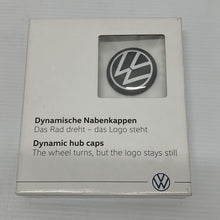 Dynamische Nabenkappen
Das Rad dreht – das Logo steht
Dynamic hub caps
The wheel turns, but the logo stays still